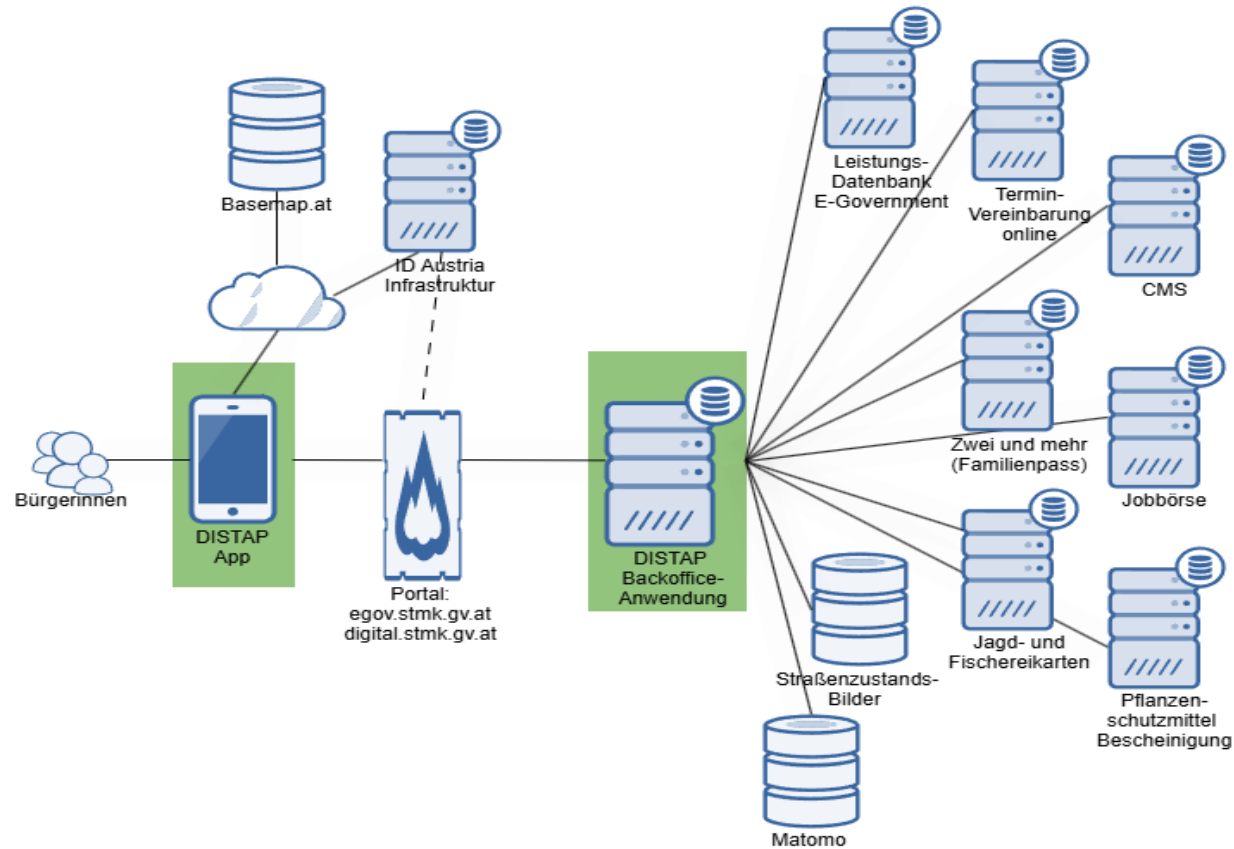 Basemap.at
ID Austria
Infrastruktur
Bürgerinnen
DISTAP
App
Portal:
egov.stmk.gv.at
digital.stmk.gv.at
DISTAP
Backoffice-
Anwendung
Leistungs-
Datenbank
E-Government
Termin-
Vereinbarung
online
CMS
Zwei und mehr
(Familienpass)
Jobbörse
Jagd- und
Fischereikarten
Pflanzen-
schutzmittel
Bescheinigung
Straßenzustands-
Bilder
Matomo